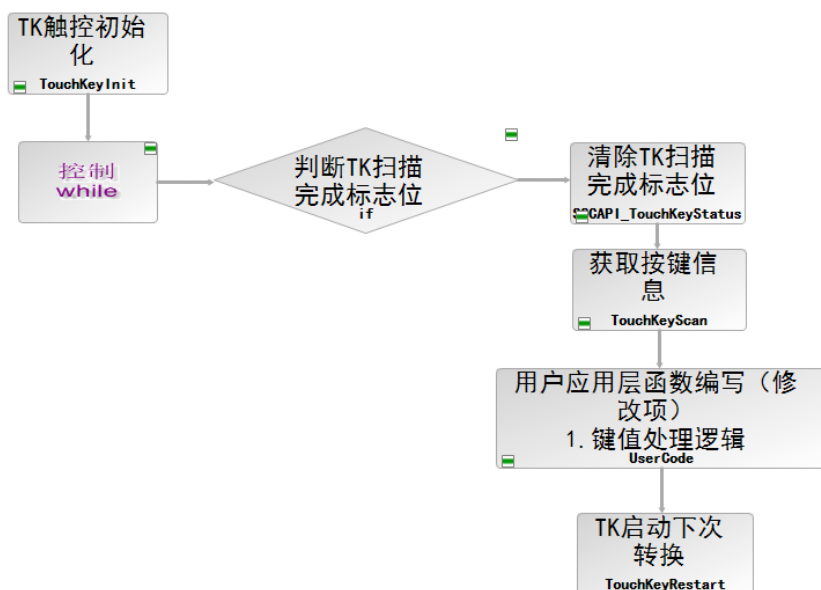 TK触控初始
化
TouchKeyInit
控制
while
判断TK扫描
完成标志位
if
清除TK扫描
完成标志位
SOCAPI_TouchKeyStatus
获取按键信
息
TouchKeyScan
用户应用层函数编写（修
改项）
1.键值处理逻辑
UserCode
TK启动下次
转换
TouchKeyRestart